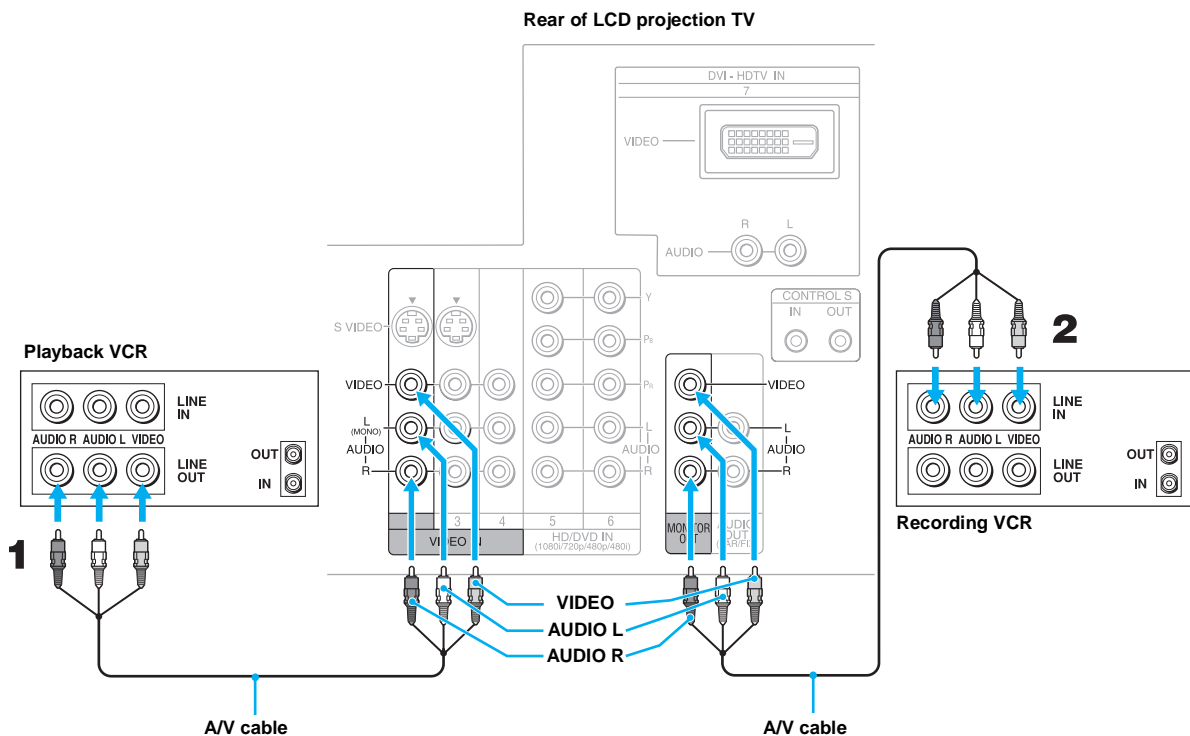 Rear of LCD projection TV
DVI - HDTV IN
7
VIDEO
R L
AUDIO
CONTROL S
IN OUT
S VIDEO
Y
PB
PR
VIDEO
L
(MONO)
AUDIO
R
L
AUDIO
R
3 4 5 6
VIDEO IN
HD/DVD IN
(1080i/720p/480p/480i)
VIDEO
L
AUDIO
R
MONITOR
OUT
AUDIO
OUT
Playback VCR
LINE
IN
AUDIO R AUDIO L VIDEO
LINE
OUT
OUT
IN
1
2
LINE
IN
AUDIO R AUDIO L VIDEO
LINE
OUT
OUT
IN
Recording VCR
VIDEO
AUDIO L
AUDIO R
A/V cable
A/V cable